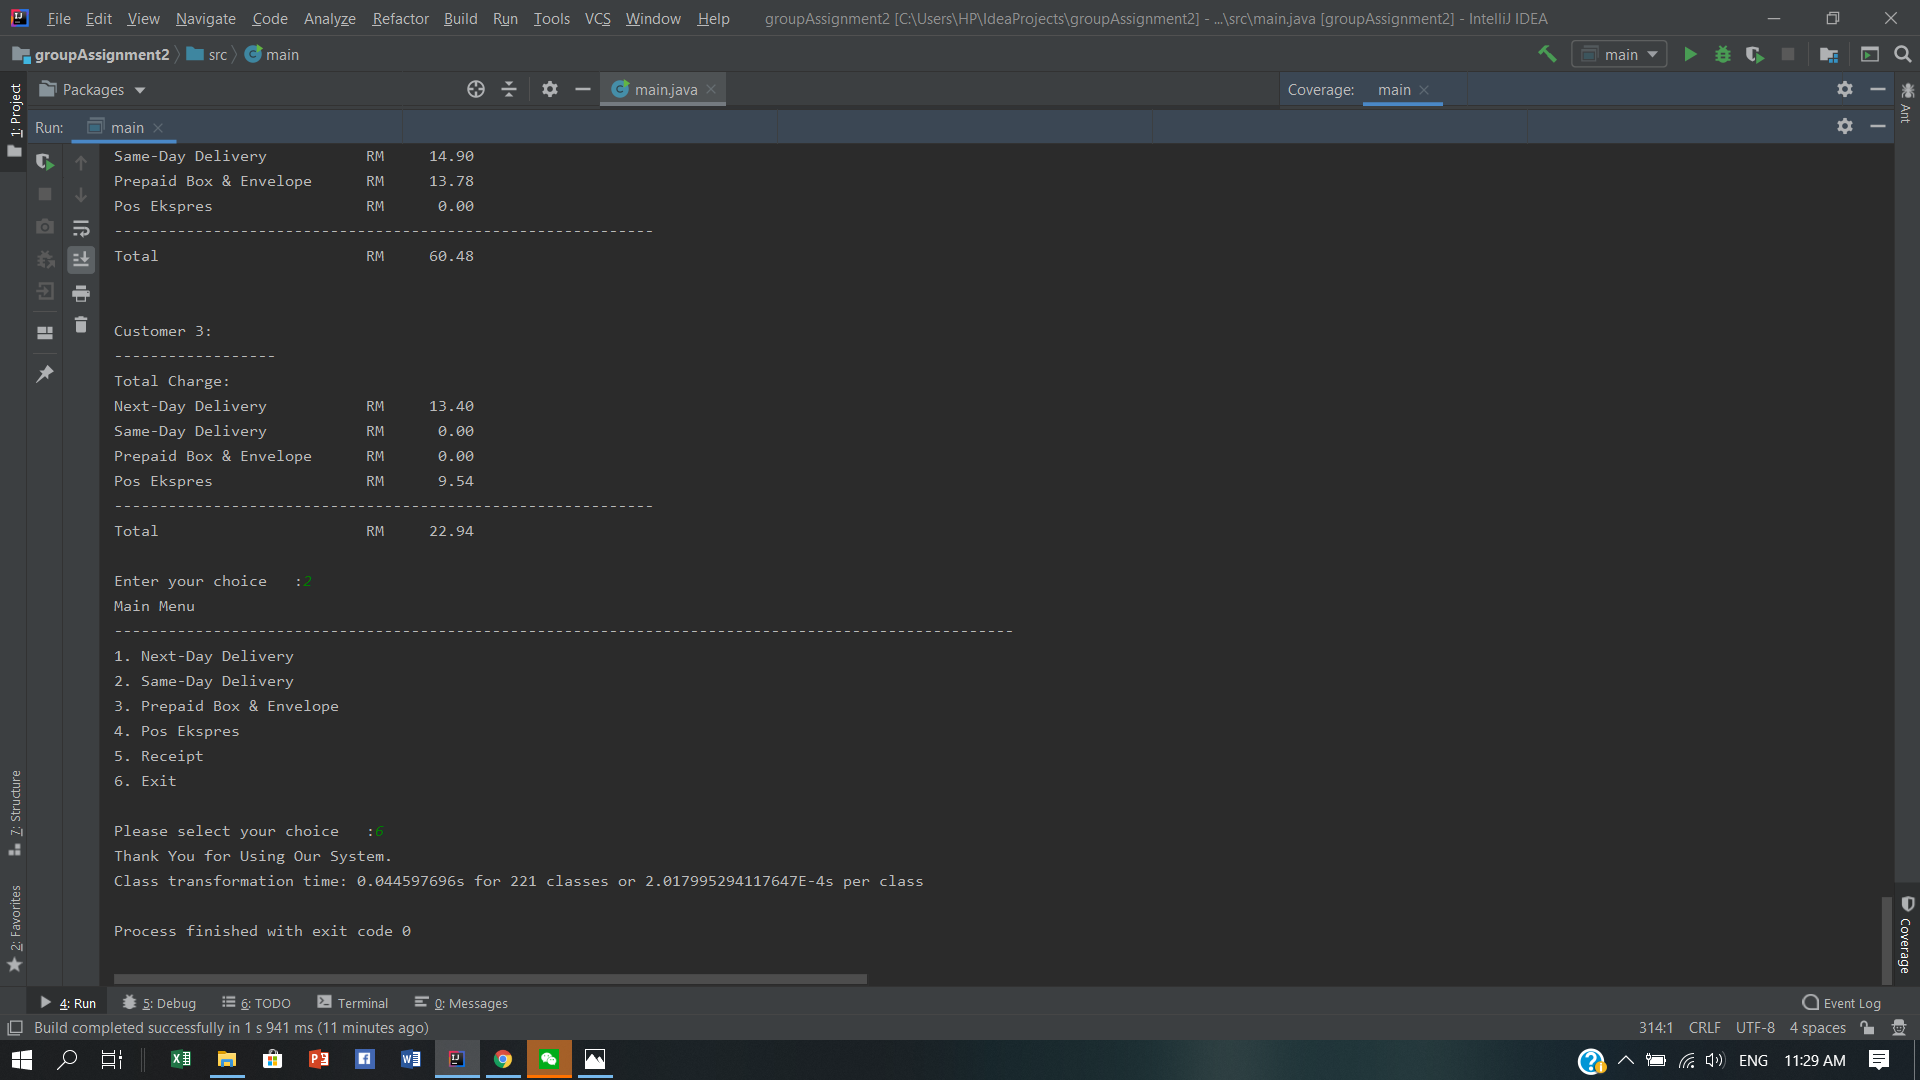 File Edit View Navigate Code Analyze Refactor Build Run Tools VCS Window Help groupAssignment2 [C:\Users\HP\IdeaProjects\groupAssignment2] - ...\src\main.java [groupAssignment2] - IntelliJ IDEA
groupAssignment2 src main main
1: Project Packages main.java Coverage: main Ant
Run: main
Same-Day Delivery RM 14.90
Prepaid Box & Envelope RM 13.78
Pos Ekspres RM 0.00
------------------------------------------------------------
Total RM 60.48
Customer 3:
------------------
Total Charge:
Next-Day Delivery RM 13.40
Same-Day Delivery RM 0.00
Prepaid Box & Envelope RM 0.00
Pos Ekspres RM 9.54
------------------------------------------------------------
Total RM 22.94
Enter your choice :2
Main Menu
----------------------------------------------------------------------------------------------------
1. Next-Day Delivery
2. Same-Day Delivery
3. Prepaid Box & Envelope
4. Pos Ekspres
5. Receipt
6. Exit
Please select your choice :6
Thank You for Using Our System.
Class transformation time: 0.044597696s for 221 classes or 2.017995294117647E-4s per class
Process finished with exit code 0
7: Structure
2: Favorites
Coverage
4: Run 5: Debug 6: TODO Terminal 0: Messages Event Log
Build completed successfully in 1 s 941 ms (11 minutes ago) 314:1 CRLF UTF-8 4 spaces
ENG 11:29 AM